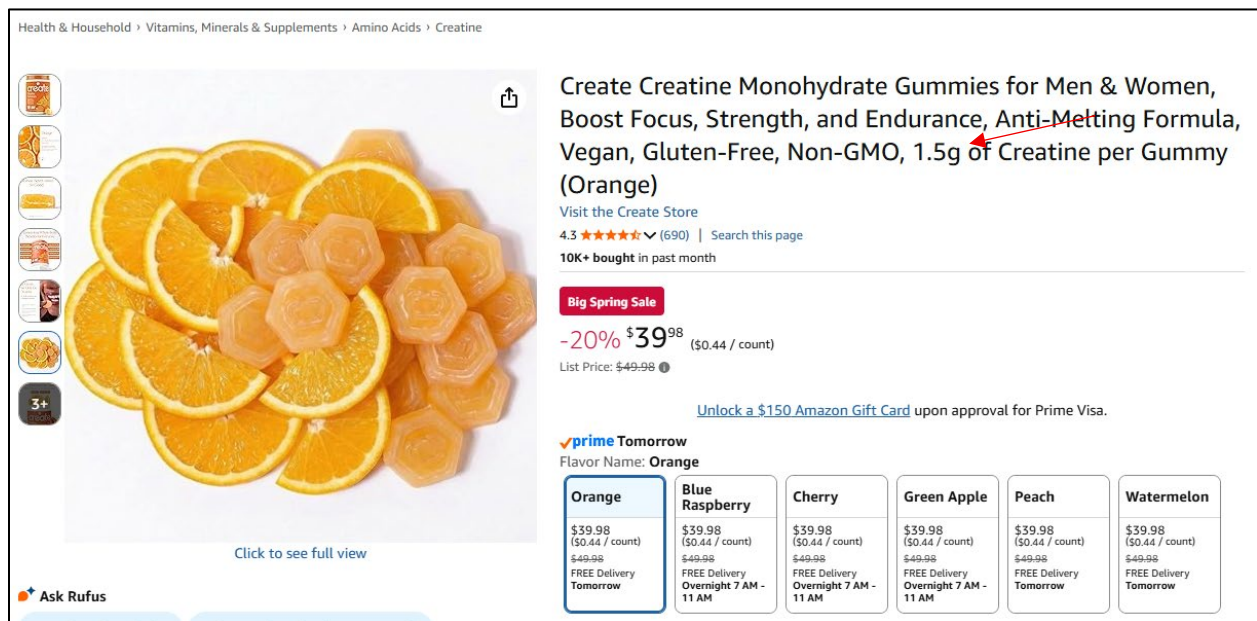 Health & Household › Vitamins, Minerals & Supplements › Amino Acids › Creatine
create
3+
Click to see full view
Ask Rufus
Create Creatine Monohydrate Gummies for Men & Women,
Boost Focus, Strength, and Endurance, Anti-Melting Formula,
Vegan, Gluten-Free, Non-GMO, 1.5g of Creatine per Gummy
(Orange)
Visit the Create Store
4.3 (690) | Search this page
10K+ bought in past month
Big Spring Sale
-20% $39.98 ($0.44 / count)
List Price: $49.98
Unlock a $150 Amazon Gift Card upon approval for Prime Visa.
prime Tomorrow
Flavor Name: Orange
Orange
$39.98
($0.44 / count)
$49.98
FREE Delivery
Tomorrow
Blue
Raspberry
$39.98
($0.44 / count)
$49.98
FREE Delivery
Overnight 7 AM -
11 AM
Cherry
$39.98
($0.44 / count)
$49.98
FREE Delivery
Overnight 7 AM -
11 AM
Green Apple
$39.98
($0.44 / count)
$49.98
FREE Delivery
Overnight 7 AM -
11 AM
Peach
$39.98
($0.44 / count)
$49.98
FREE Delivery
Tomorrow
Watermelon
$39.98
($0.44 / count)
$49.98
FREE Delivery
Tomorrow